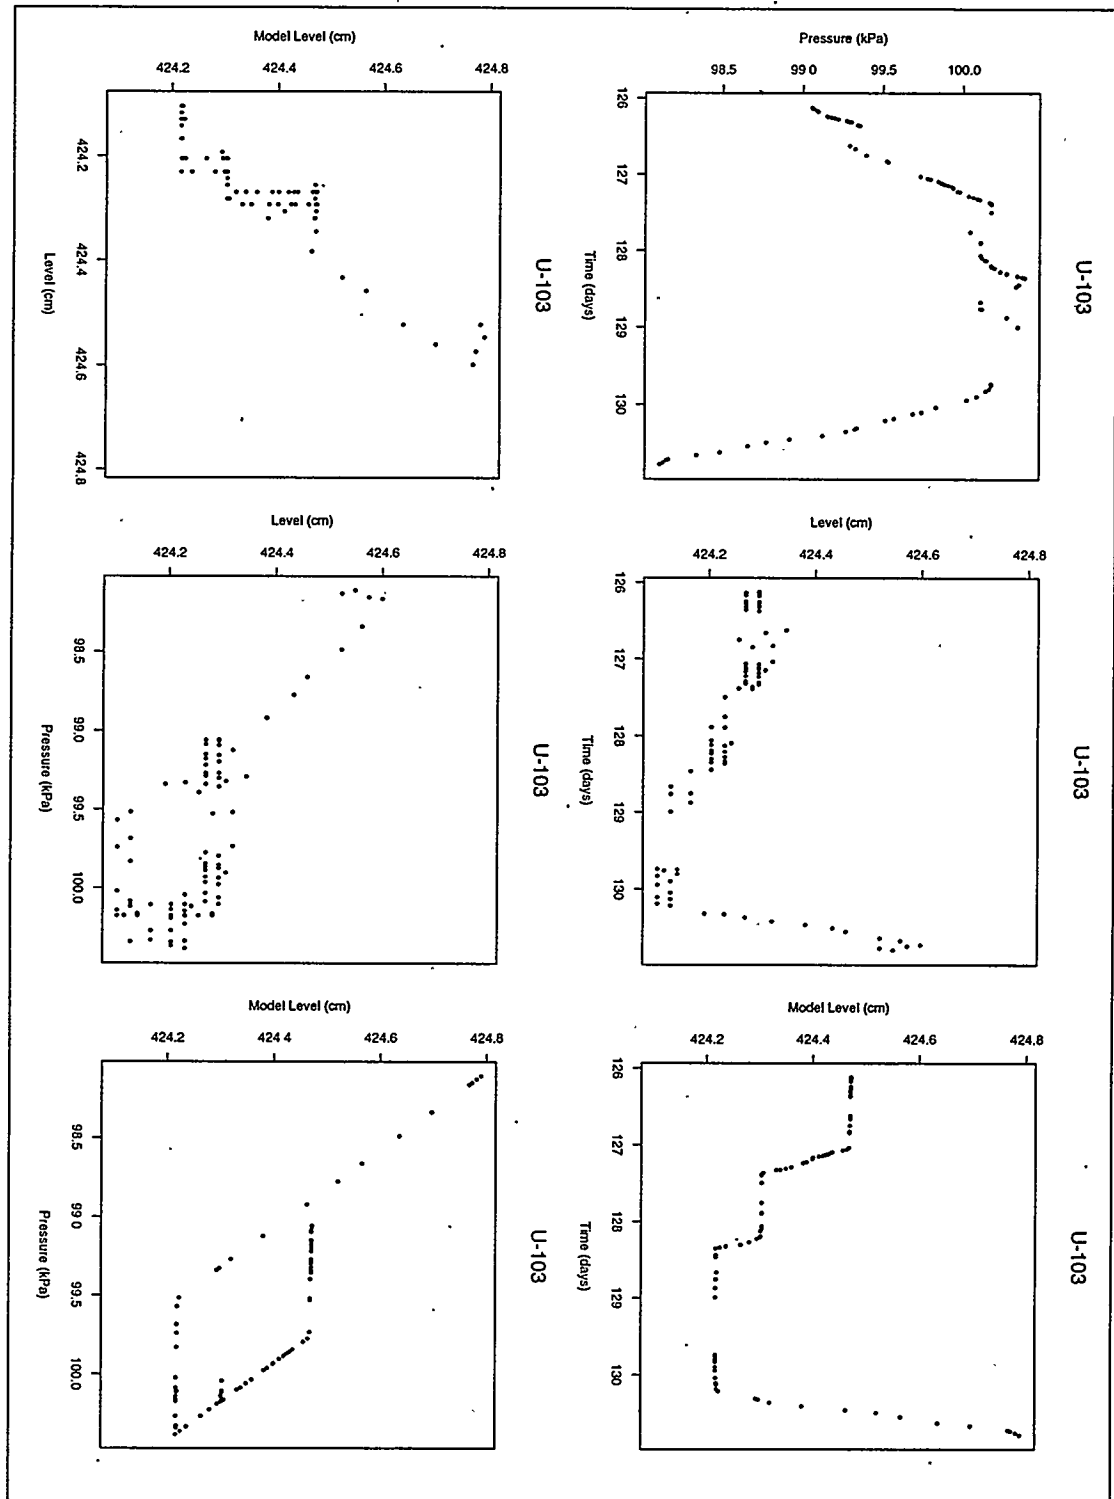 U-103
Pressure (kPa)
98.5 99.0 99.5 100.0
126 127 128 129 130
Time (days)
U-103
Level (cm)
424.2 424.4 424.6 424.8
126 127 128 129 130
Time (days)
U-103
Model Level (cm)
424.2 424.4 424.6 424.8
126 127 128 129 130
Time (days)
U-103
Model Level (cm)
424.2 424.4 424.6 424.8
424.2 424.4 424.6 424.8
Level (cm)
U-103
Level (cm)
424.2 424.4 424.6 424.8
98.5 99.0 99.5 100.0
Pressure (kPa)
U-103
Model Level (cm)
424.2 424.4 424.6 424.8
98.5 99.0 99.5 100.0
Pressure (kPa)